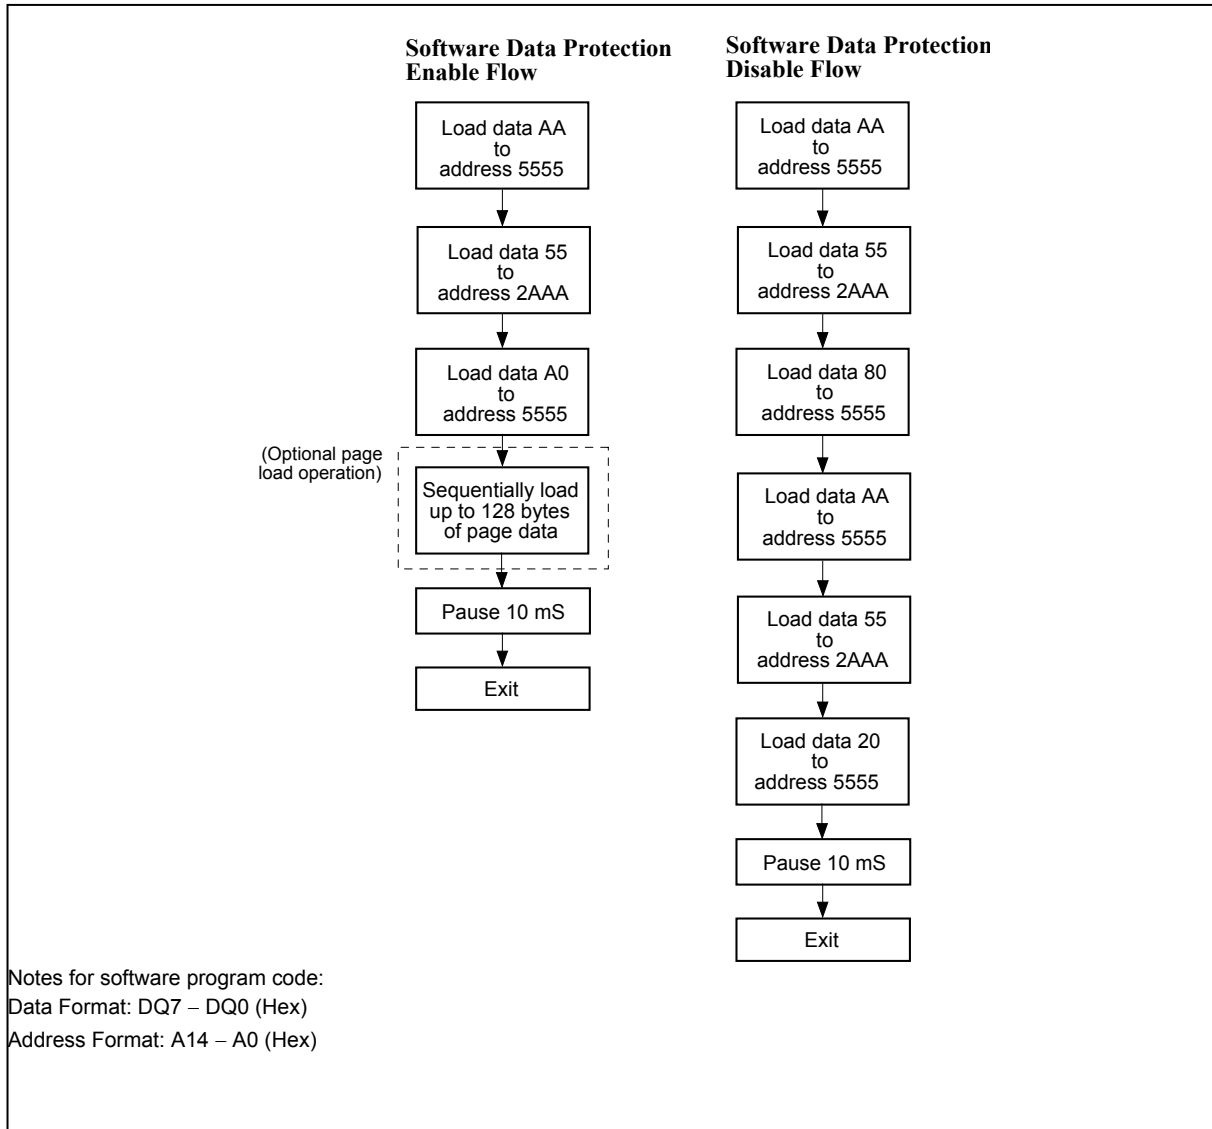 Software Data Protection
Enable Flow
Load data AA
to
address 5555
Load data 55
to
address 2AAA
Load data A0
to
address 5555
(Optional page
load operation)
Sequentially load
up to 128 bytes
of page data
Pause 10 mS
Exit
Software Data Protection
Disable Flow
Load data AA
to
address 5555
Load data 55
to
address 2AAA
Load data 80
to
address 5555
Load data AA
to
address 5555
Load data 55
to
address 2AAA
Load data 20
to
address 5555
Pause 10 mS
Exit
Notes for software program code:
Data Format: DQ7 – DQ0 (Hex)
Address Format: A14 – A0 (Hex)